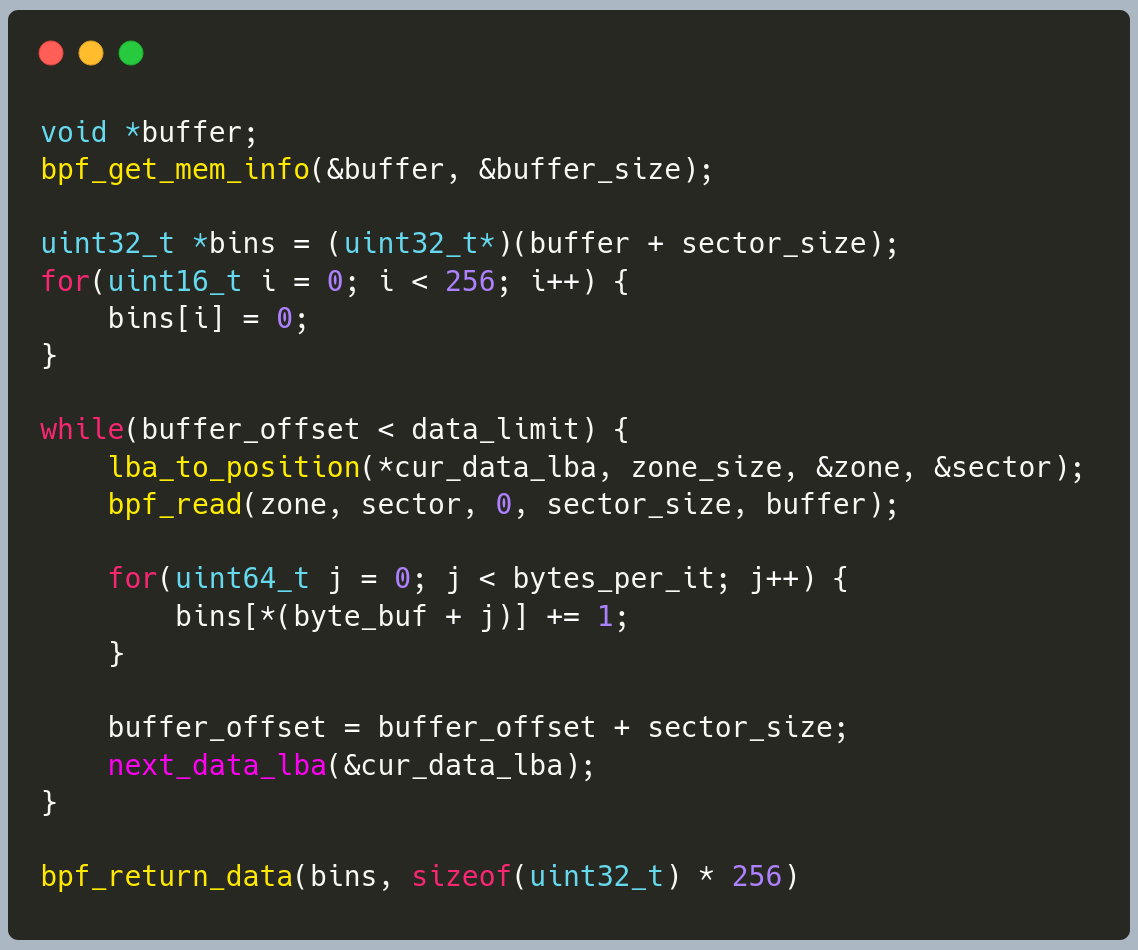 void *buffer;
bpf_get_mem_info(&buffer, &buffer_size);

uint32_t *bins = (uint32_t*)(buffer + sector_size);
for(uint16_t i = 0; i < 256; i++) {
    bins[i] = 0;
}

while(buffer_offset < data_limit) {
    lba_to_position(*cur_data_lba, zone_size, &zone, &sector);
    bpf_read(zone, sector, 0, sector_size, buffer);

    for(uint64_t j = 0; j < bytes_per_it; j++) {
        bins[*(byte_buf + j)] += 1;
    }

    buffer_offset = buffer_offset + sector_size;
    next_data_lba(&cur_data_lba);
}

bpf_return_data(bins, sizeof(uint32_t) * 256)